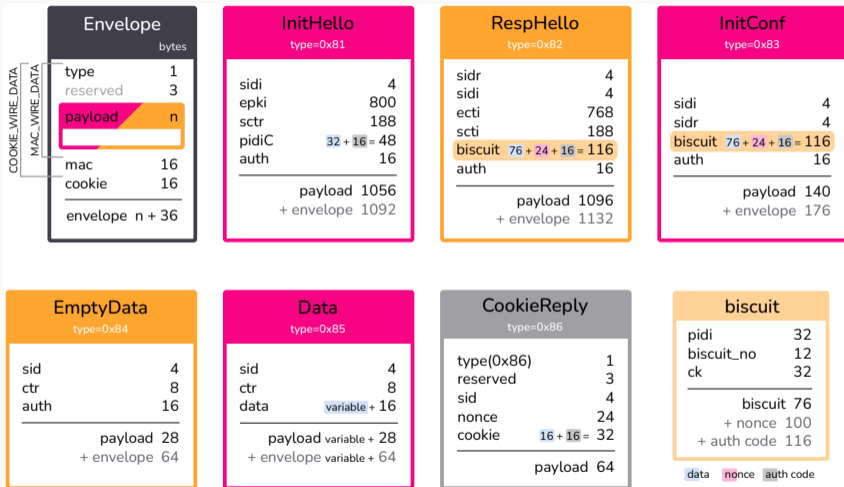 Envelope
bytes
type 1
reserved 3
payload n
mac 16
cookie 16
envelope n + 36
COOKIE_WIRE_DATA
MAC_WIRE_DATA
InitHello
type=0x81
sidi 4
epki 800
sctr 188
pidiC 32 + 16 = 48
auth 16
payload 1056
+ envelope 1092
RespHello
type=0x82
sidr 4
sidi 4
ecti 768
scti 188
biscuit 76 + 24 + 16 = 116
auth 16
payload 1096
+ envelope 1132
InitConf
type=0x83
sidi 4
sidr 4
biscuit 76 + 24 + 16 = 116
auth 16
payload 140
+ envelope 176
EmptyData
type=0x84
sid 4
ctr 8
auth 16
payload 28
+ envelope 64
Data
type=0x85
sid 4
ctr 8
data variable + 16
payload variable + 28
+ envelope variable + 64
CookieReply
type=0x86
type(0x86) 1
reserved 3
sid 4
nonce 24
cookie 16 + 16 = 32
payload 64
biscuit
pidi 32
biscuit_no 12
ck 32
biscuit 76
+ nonce 100
+ auth code 116
data nonce auth code